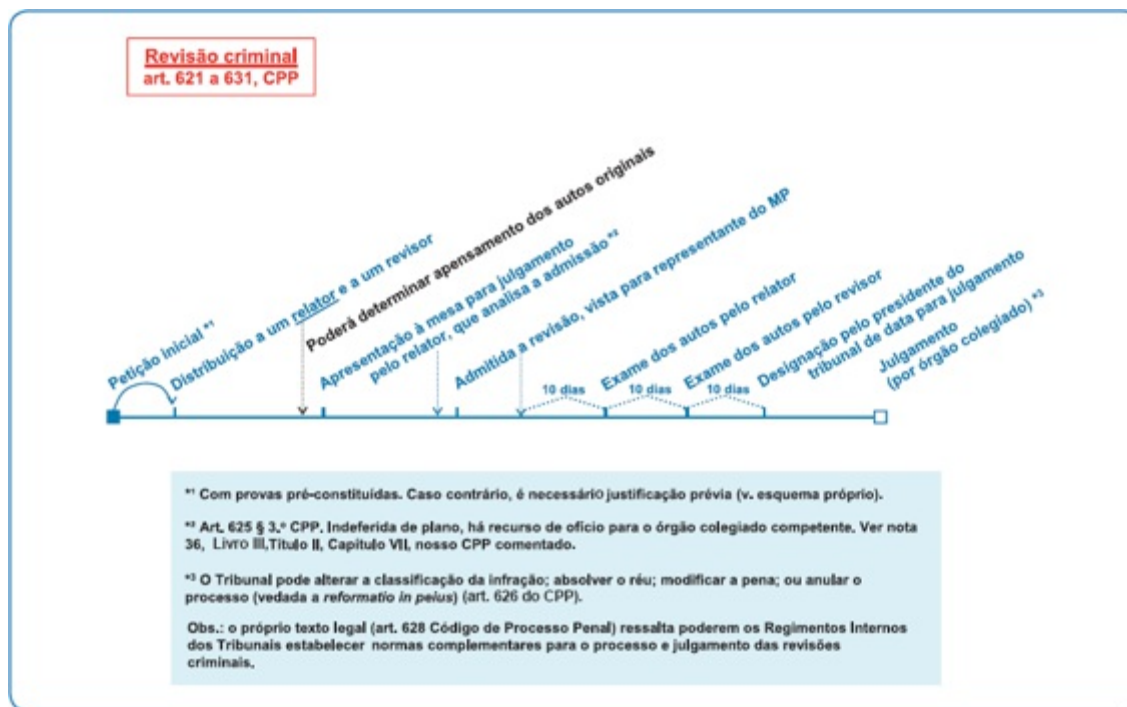 Revisão criminal
art. 621 a 631, CPP
Petição inicial *¹
Distribuição a um relator e a um revisor
Poderá determinar apensamento dos autos originais
Apresentação à mesa para julgamento
pelo relator, que analisa a admissão*²
Admitida a revisão, vista para representante do MP
10 dias
Exame dos autos pelo relator
10 dias
Exame dos autos pelo revisor
10 dias
Designação pelo presidente do
tribunal de data para julgamento
Julgamento
(por órgão colegiado) *³
*¹ Com provas pré-constituídas. Caso contrário, é necessário justificação prévia (v. esquema próprio).
*² Art. 625 § 3.º CPP. Indeferida de plano, há recurso de ofício para o órgão colegiado competente. Ver nota
36, Livro III,Título II, Capítulo VII, nosso CPP comentado.
*³ O Tribunal pode alterar a classificação da infração; absolver o réu; modificar a pena; ou anular o
processo (vedada a reformatio in pejus) (art. 626 do CPP).
Obs.: o próprio texto legal (art. 628 Código de Processo Penal) ressalta poderem os Regimentos Internos
dos Tribunais estabelecer normas complementares para o processo e julgamento das revisões
criminais.